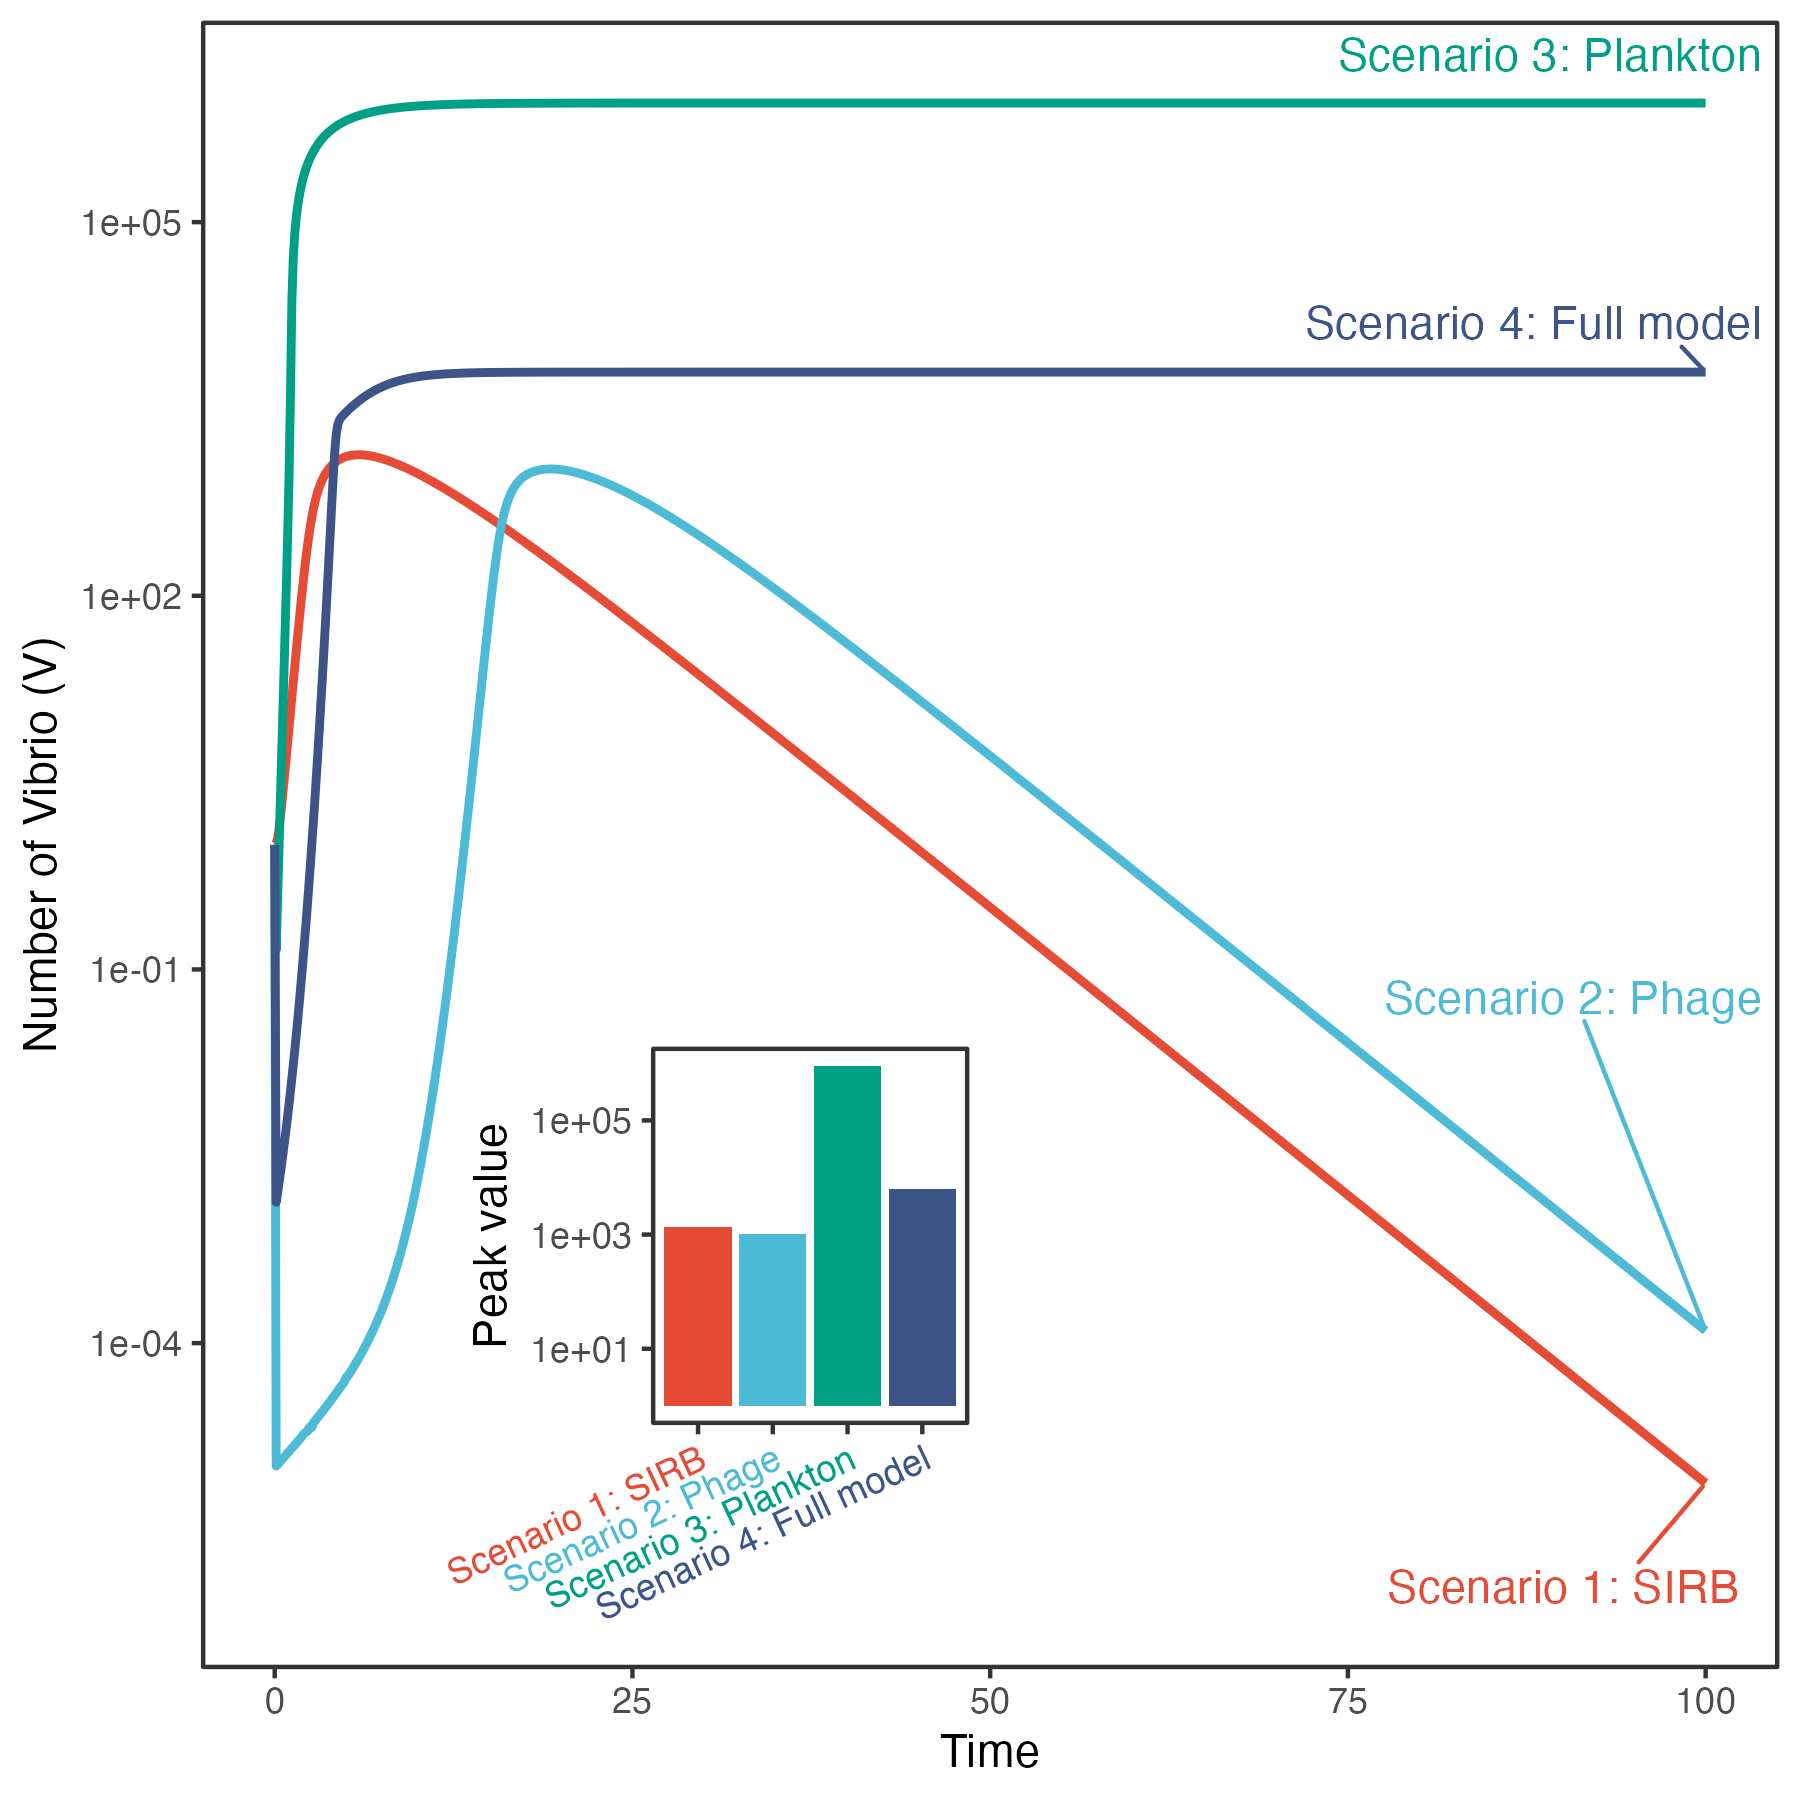 Scenario 3: Plankton
1e+05
Scenario 4: Full model
1e+02
Number of Vibrio (V)
1e-01
Scenario 2: Phage
1e-04
Peak value
1e+05
1e+03
1e+01
Scenario 1: SIRB
Scenario 2: Phage
Scenario 3: Plankton
Scenario 4: Full model
Scenario 1: SIRB
0 25 50 75 100
Time